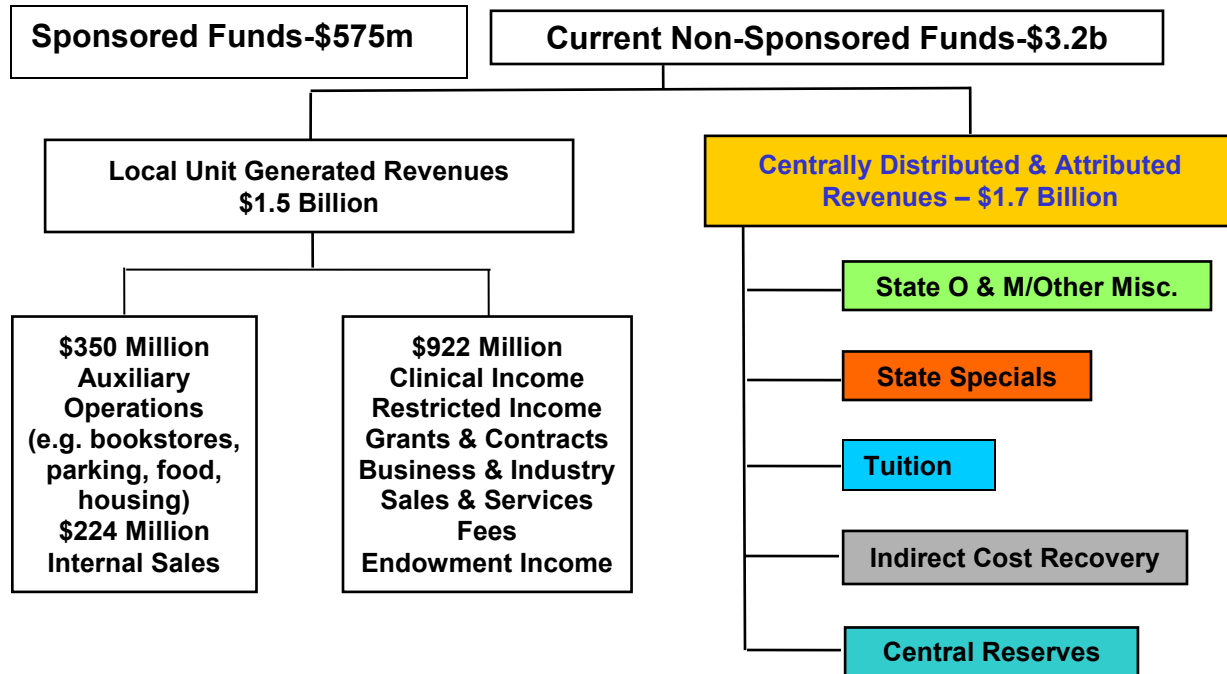 Sponsored Funds-$575m
Current Non-Sponsored Funds-$3.2b
Local Unit Generated Revenues
$1.5 Billion
Centrally Distributed & Attributed
Revenues – $1.7 Billion
$350 Million
Auxiliary
Operations
(e.g. bookstores,
parking, food,
housing)
$224 Million
Internal Sales
$922 Million
Clinical Income
Restricted Income
Grants & Contracts
Business & Industry
Sales & Services
Fees
Endowment Income
State O & M/Other Misc.
State Specials
Tuition
Indirect Cost Recovery
Central Reserves